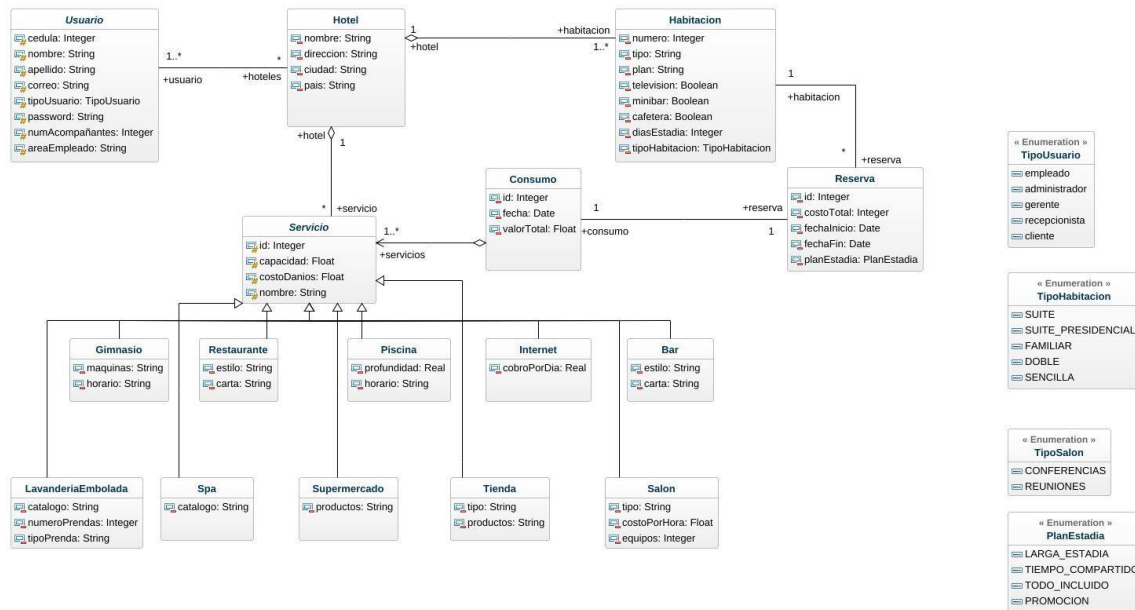 Usuario
cedula: Integer
nombre: String
apellido: String
correo: String
tipoUsuario: TipoUsuario
password: String
numAcompañantes: Integer
areaEmpleado: String
1..*
+usuario
*
+hoteles
Hotel
nombre: String
direccion: String
ciudad: String
pais: String
1
+hotel
+habitacion
1..*
Habitacion
numero: Integer
tipo: String
plan: String
television: Boolean
minibar: Boolean
cafetera: Boolean
diasEstadia: Integer
tipoHabitacion: TipoHabitacion
1
+habitacion
*
+reserva
+hotel
1
*
+servicio
Servicio
id: Integer
capacidad: Float
costoDanios: Float
nombre: String
1..*
+servicios
Consumo
id: Integer
fecha: Date
valorTotal: Float
1
+consumo
+reserva
1
Reserva
id: Integer
costoTotal: Integer
fechaInicio: Date
fechaFin: Date
planEstadia: PlanEstadia
Gimnasio
maquinas: String
horario: String
Restaurante
estilo: String
carta: String
Piscina
profundidad: Real
horario: String
Internet
cobroPorDia: Real
Bar
estilo: String
carta: String
LavanderiaEmbolada
catalogo: String
numeroPrendas: Integer
tipoPrenda: String
Spa
catalogo: String
Supermercado
productos: String
Tienda
tipo: String
productos: String
Salon
tipo: String
costoPorHora: Float
equipos: Integer
« Enumeration »
TipoUsuario
empleado
administrador
gerente
recepcionista
cliente
« Enumeration »
TipoHabitacion
SUITE
SUITE_PRESIDENCIAL
FAMILIAR
DOBLE
SENCILLA
« Enumeration »
TipoSalon
CONFERENCIAS
REUNIONES
« Enumeration »
PlanEstadia
LARGA_ESTADIA
TIEMPO_COMPARTIDO
TODO_INCLUIDO
PROMOCION